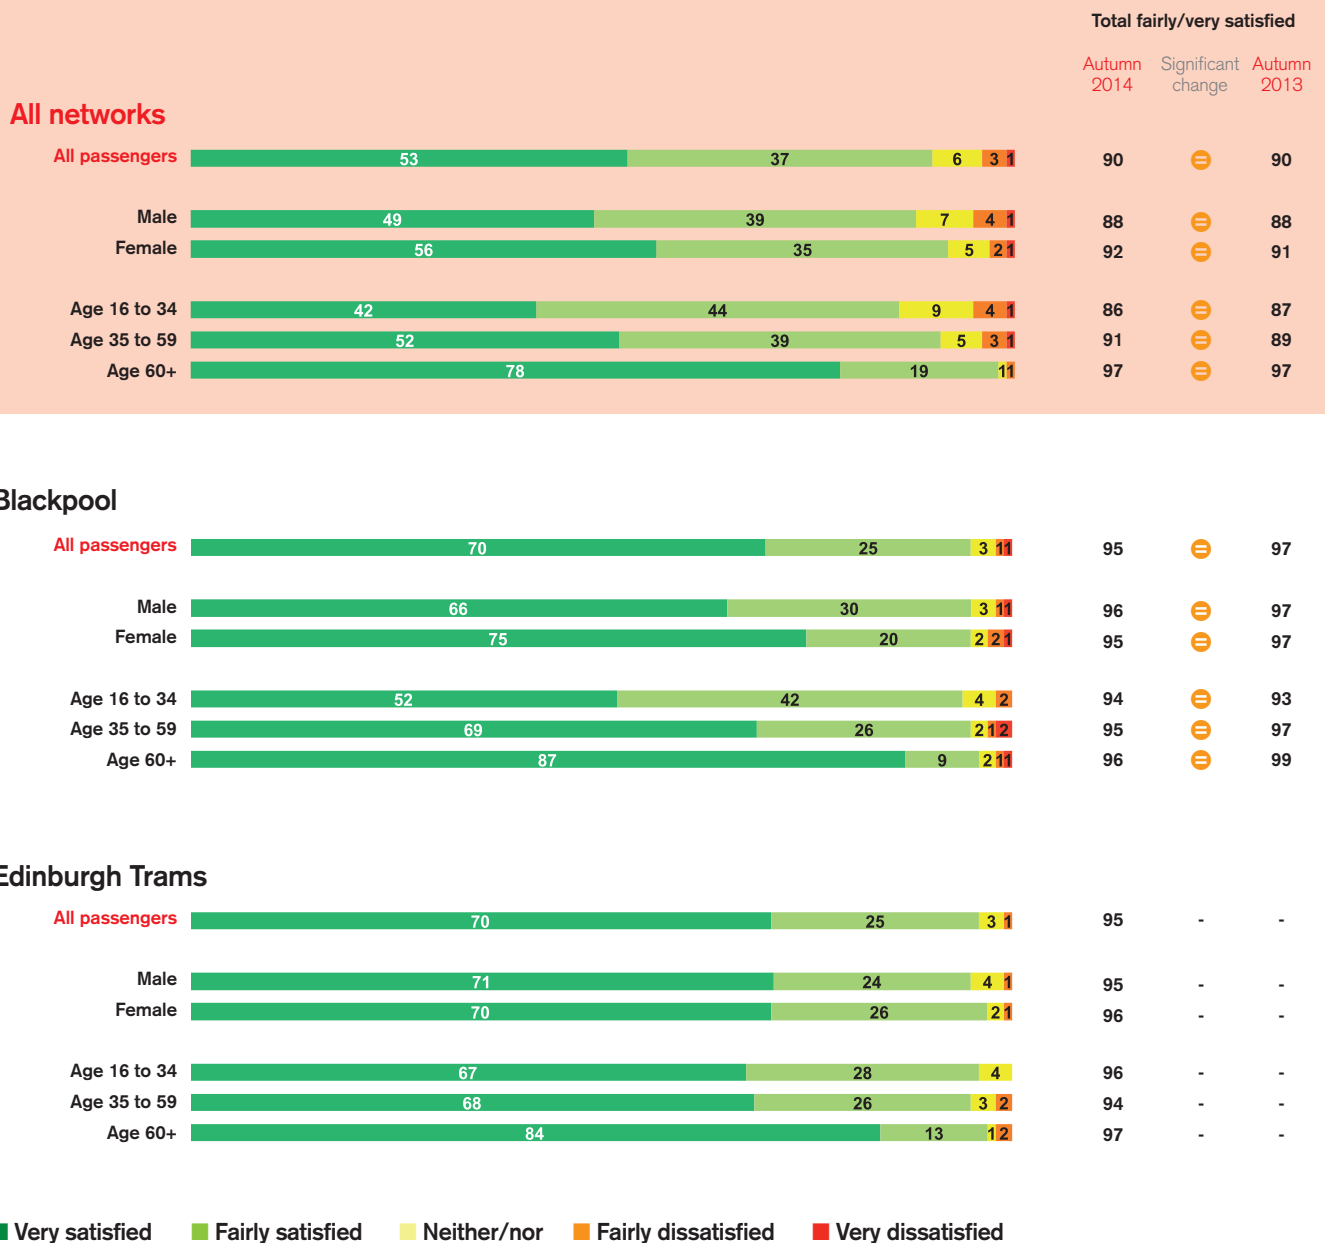 Total fairly/very satisfied
Autumn 2014 Significant change Autumn 2013
All networks
All passengers 53 37 6 3 1 90 = 90
Male 49 39 7 4 1 88 = 88
Female 56 35 5 2 1 92 = 91
Age 16 to 34 42 44 9 4 1 86 = 87
Age 35 to 59 52 39 5 3 1 91 = 89
Age 60+ 78 19 1 1 97 = 97
Blackpool
All passengers 70 25 3 1 1 95 = 97
Male 66 30 3 1 1 96 = 97
Female 75 20 2 2 1 95 = 97
Age 16 to 34 52 42 4 2 94 = 93
Age 35 to 59 69 26 2 1 2 95 = 97
Age 60+ 87 9 2 1 1 96 = 99
Edinburgh Trams
All passengers 70 25 3 1 95 - -
Male 71 24 4 1 95 - -
Female 70 26 2 1 96 - -
Age 16 to 34 67 28 4 96 - -
Age 35 to 59 68 26 3 2 94 - -
Age 60+ 84 13 1 2 97 - -
Very satisfied Fairly satisfied Neither/nor Fairly dissatisfied Very dissatisfied